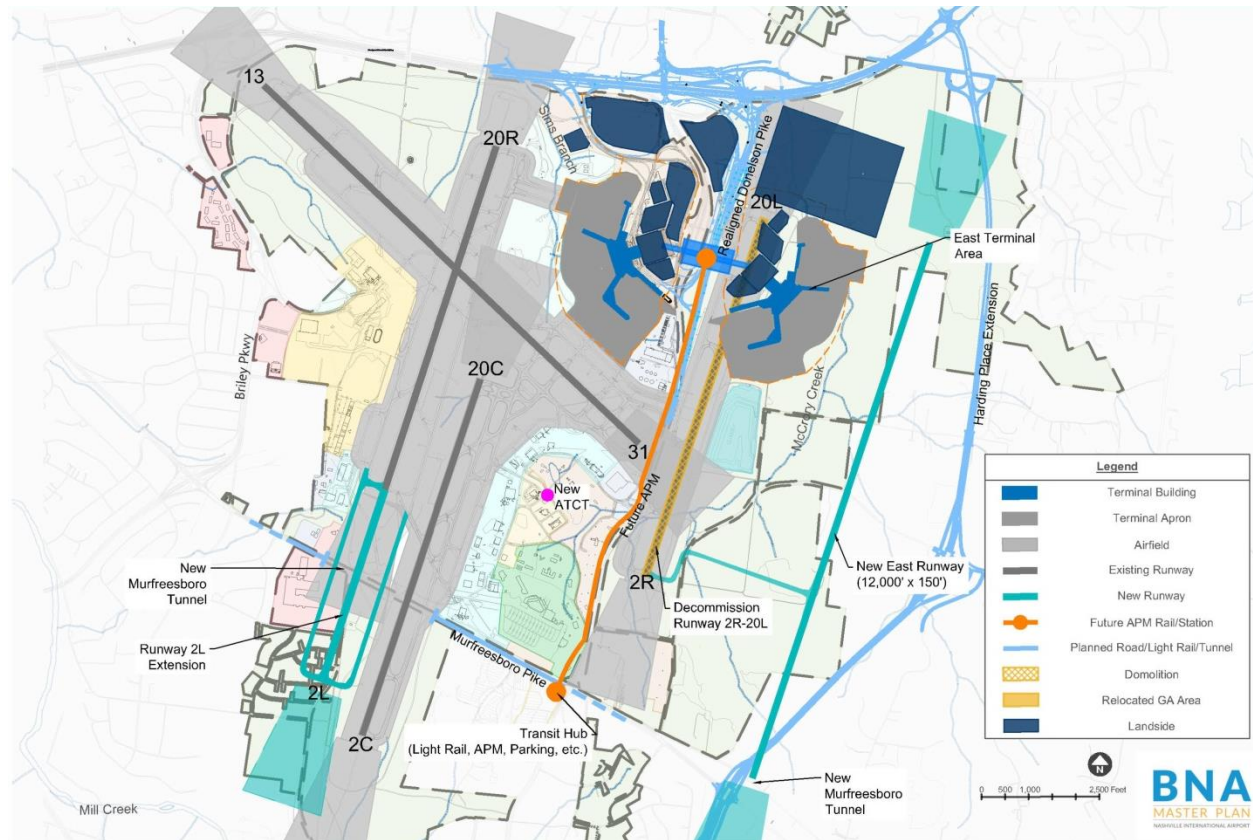 13
20R
Sims Branch
Realigned Donelson Pike
20L
East Terminal
Area
Briley Pkwy
20C
Harding Place Extension
McCrory Creek
31
New
ATCT
Future APM
New East Runway
(12,000' x 150')
2R
Decommission
Runway 2R-20L
New
Murfreesboro
Tunnel
Runway 2L
Extension
Murfreesboro Pike
2L
2C
Transit Hub
(Light Rail, APM, Parking, etc.)
New
Murfreesboro
Tunnel
Mill Creek
Legend
Terminal Building
Terminal Apron
Airfield
Existing Runway
New Runway
Future APM Rail/Station
Planned Road/Light Rail/Tunnel
Domolition
Relocated GA Area
Landside
N
0 500 1,000 2,500 Feet
BNA
MASTER PLAN
NASHVILLE INTERNATIONAL AIRPORT